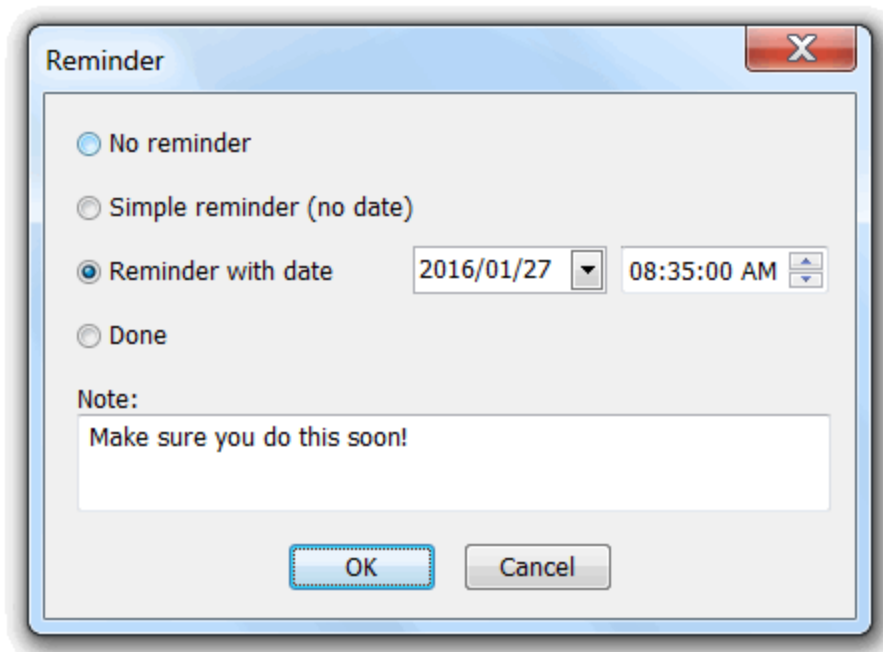 Reminder
No reminder
Simple reminder (no date)
Reminder with date 2016/01/27 08:35:00 AM
Done
Note:
Make sure you do this soon!
OK Cancel